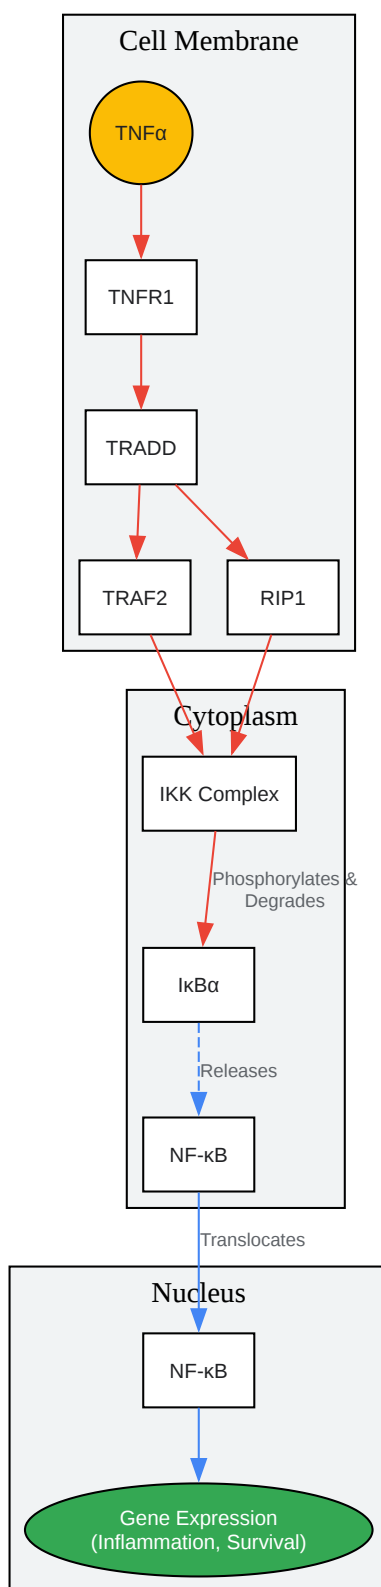 Cell Membrane
TNFα
TNFR1
TRADD
TRAF2
RIP1
Cytoplasm
IKK Complex
Phosphorylates &
Degrades
IκBα
Releases
NF-κB
Translocates
Nucleus
NF-κB
Gene Expression
(Inflammation, Survival)